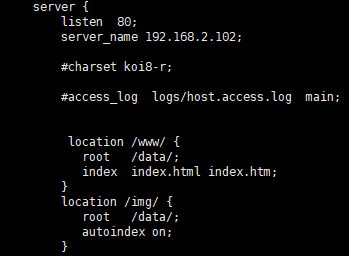 server {
listen  80;
server_name 192.168.2.102;
#charset koi8-r;
#access_log  logs/host.access.log  main;
location /www/ {
root   /data/;
index  index.html index.htm;
}
location /img/ {
root   /data/;
autoindex on;
}